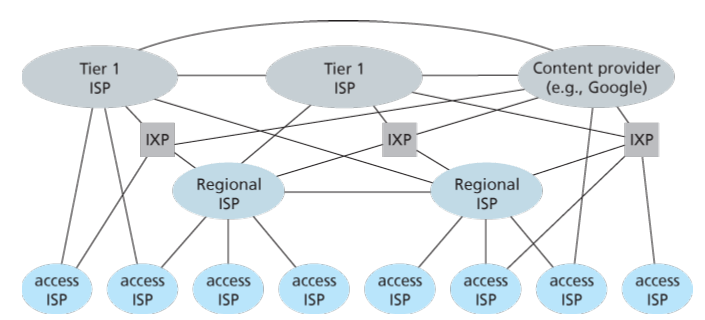 Tier 1
ISP
Tier 1
ISP
Content provider
(e.g., Google)
IXP
IXP
IXP
Regional
ISP
Regional
ISP
access
ISP
access
ISP
access
ISP
access
ISP
access
ISP
access
ISP
access
ISP
access
ISP